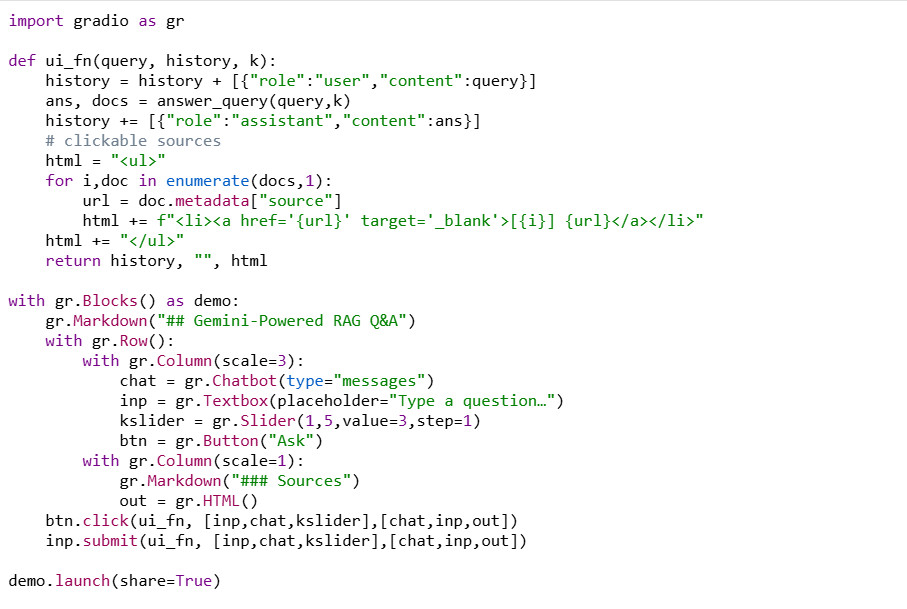 import gradio as gr

def ui_fn(query, history, k):
    history = history + [{"role":"user","content":query}]
    ans, docs = answer_query(query,k)
    history += [{"role":"assistant","content":ans}]
    # clickable sources
    html = "<ul>"
    for i,doc in enumerate(docs,1):
        url = doc.metadata["source"]
        html += f"<li><a href='{url}' target='_blank'>[{i}] {url}</a></li>"
    html += "</ul>"
    return history, "", html

with gr.Blocks() as demo:
    gr.Markdown("## Gemini-Powered RAG Q&A")
    with gr.Row():
        with gr.Column(scale=3):
            chat = gr.Chatbot(type="messages")
            inp = gr.Textbox(placeholder="Type a question…")
            kslider = gr.Slider(1,5,value=3,step=1)
            btn = gr.Button("Ask")
        with gr.Column(scale=1):
            gr.Markdown("### Sources")
            out = gr.HTML()
    btn.click(ui_fn, [inp,chat,kslider],[chat,inp,out])
    inp.submit(ui_fn, [inp,chat,kslider],[chat,inp,out])

demo.launch(share=True)